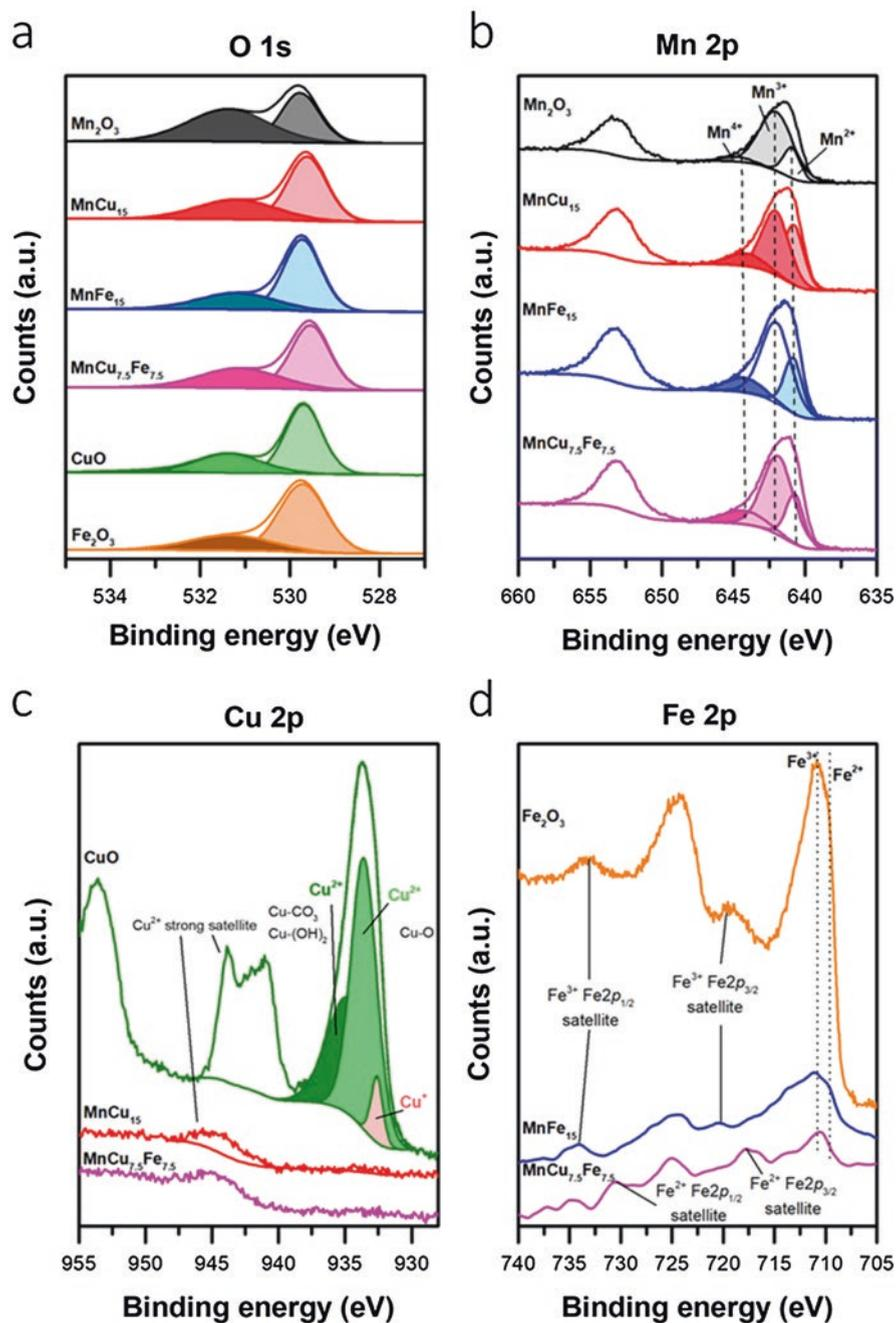 a
O 1s
Mn₂O₃
MnCu₁₅
MnFe₁₅
MnCu₇.₅Fe₇.₅
CuO
Fe₂O₃
Counts (a.u.)
534 532 530 528
Binding energy (eV)
b
Mn 2p
Mn₂O₃
Mn³⁺
Mn⁴⁺
Mn²⁺
MnCu₁₅
MnFe₁₅
MnCu₇.₅Fe₇.₅
Counts (a.u.)
660 655 650 645 640 635
Binding energy (eV)
c
Cu 2p
CuO
Cu²⁺ strong satellite
Cu²⁺
Cu-CO₃
Cu-(OH)₂
Cu²⁺
Cu-O
Cu⁺
MnCu₁₅
MnCu₇.₅Fe₇.₅
Counts (a.u.)
955 950 945 940 935 930
Binding energy (eV)
d
Fe 2p
Fe³⁺
Fe²⁺
Fe₂O₃
Fe³⁺ Fe2p₁/₂
satellite
Fe³⁺ Fe2p₃/₂
satellite
MnFe₁₅
MnCu₇.₅Fe₇.₅
Fe²⁺ Fe2p₁/₂
satellite
Fe²⁺ Fe2p₃/₂
satellite
Counts (a.u.)
740 735 730 725 720 715 710 705
Binding energy (eV)